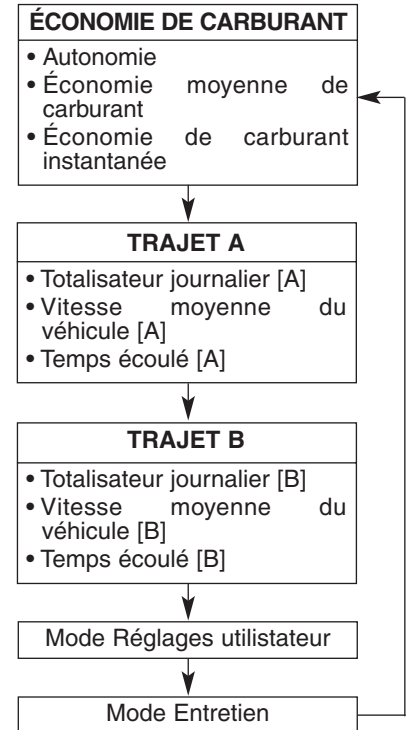 ÉCONOMIE DE CARBURANT
• Autonomie
• Économie moyenne de
carburant
• Économie de carburant
instantanée
TRAJET A
• Totalisateur journalier [A]
• Vitesse moyenne du
véhicule [A]
• Temps écoulé [A]
TRAJET B
• Totalisateur journalier [B]
• Vitesse moyenne du
véhicule [B]
• Temps écoulé [B]
Mode Réglages utilistateur
Mode Entretien